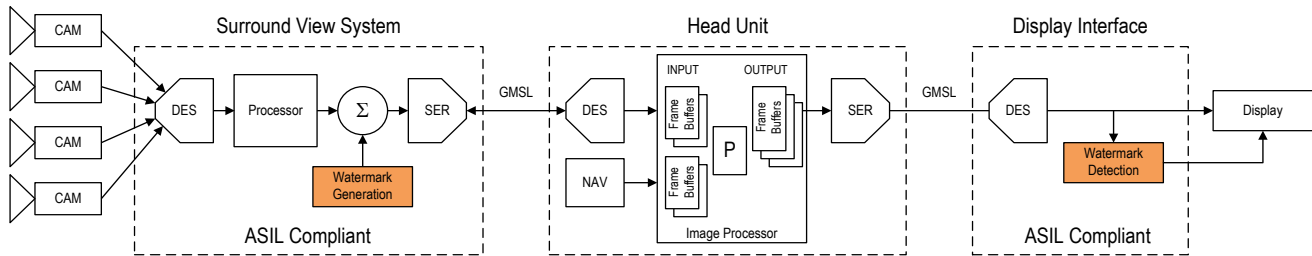 Surround View System
Head Unit
Display Interface
CAM
CAM
CAM
CAM
DES
Processor
Σ
SER
Watermark
Generation
ASIL Compliant
GMSL
DES
NAV
INPUT
OUTPUT
Frame
Buffers
Frame
Buffers
P
Frame
Buffers
Image Processor
SER
GMSL
DES
Watermark
Detection
ASIL Compliant
Display